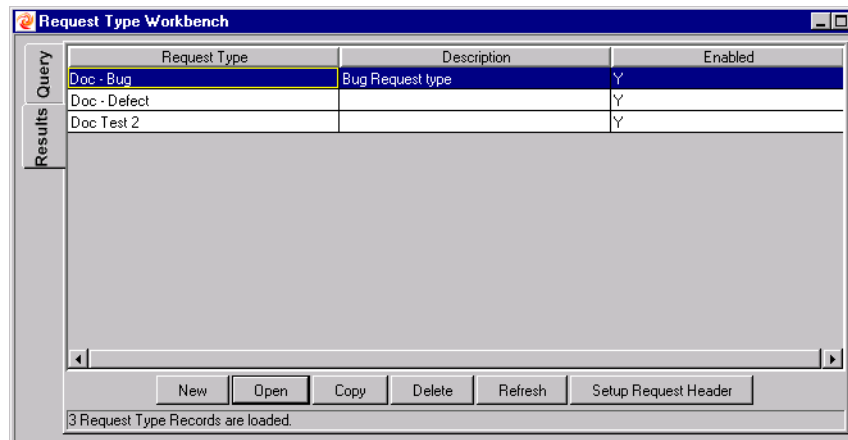 Request Type Workbench
Query
Results
Request Type Description Enabled
Doc - Bug Bug Request type Y
Doc - Defect Y
Doc Test 2 Y
New Open Copy Delete Refresh Setup Request Header
3 Request Type Records are loaded.